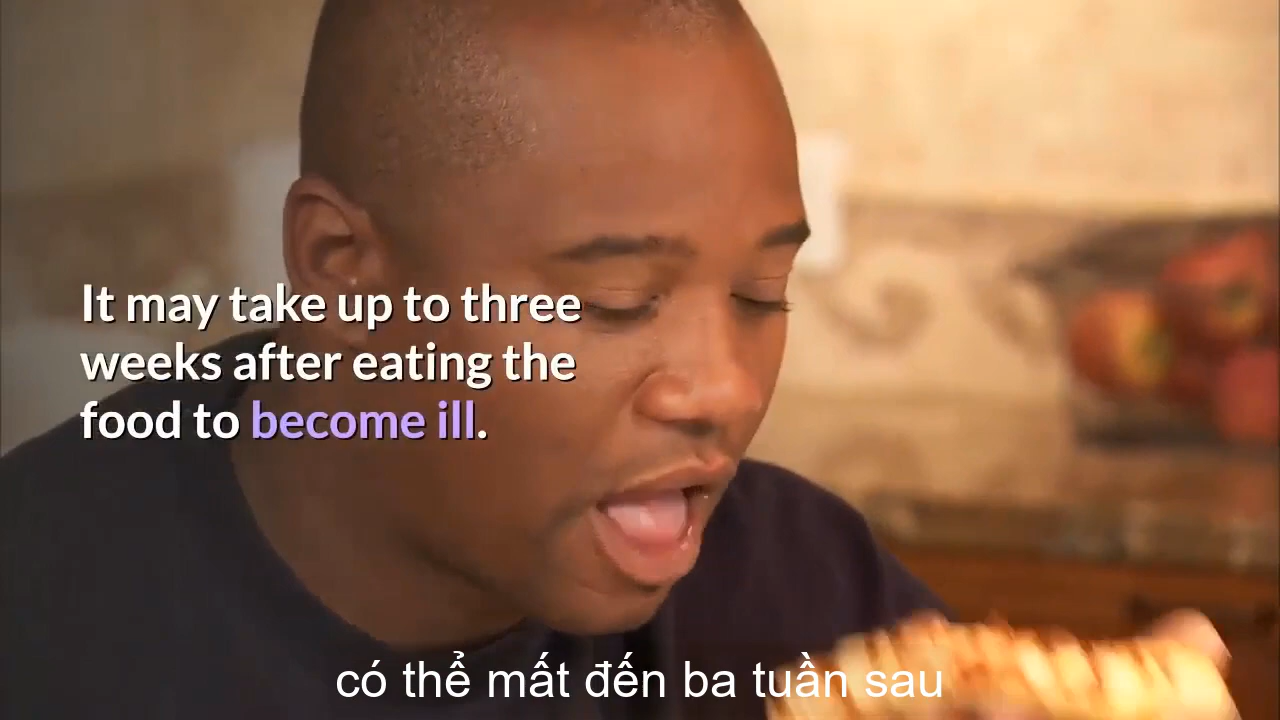 It may take up to three
weeks after eating the
food to become ill.
có thể mất đến ba tuần sau